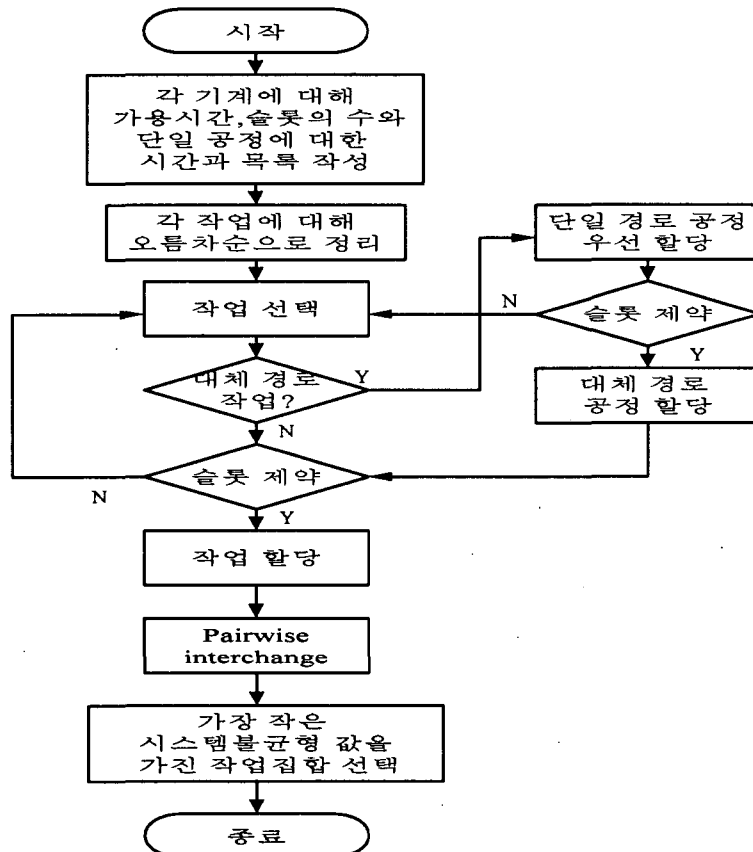 시작
각 기계에 대해
가용시간,슬롯의 수와
단일 공정에 대한
시간과 목록 작성
각 작업에 대해
오름차순으로 정리
작업 선택
대체 경로
작업?
Y
N
슬롯 제약
N
Y
단일 경로 공정
우선 할당
슬롯 제약
N
Y
대체 경로
공정 할당
작업 할당
Pairwise
interchange
가장 작은
시스템불균형 값을
가진 작업집합 선택
종료